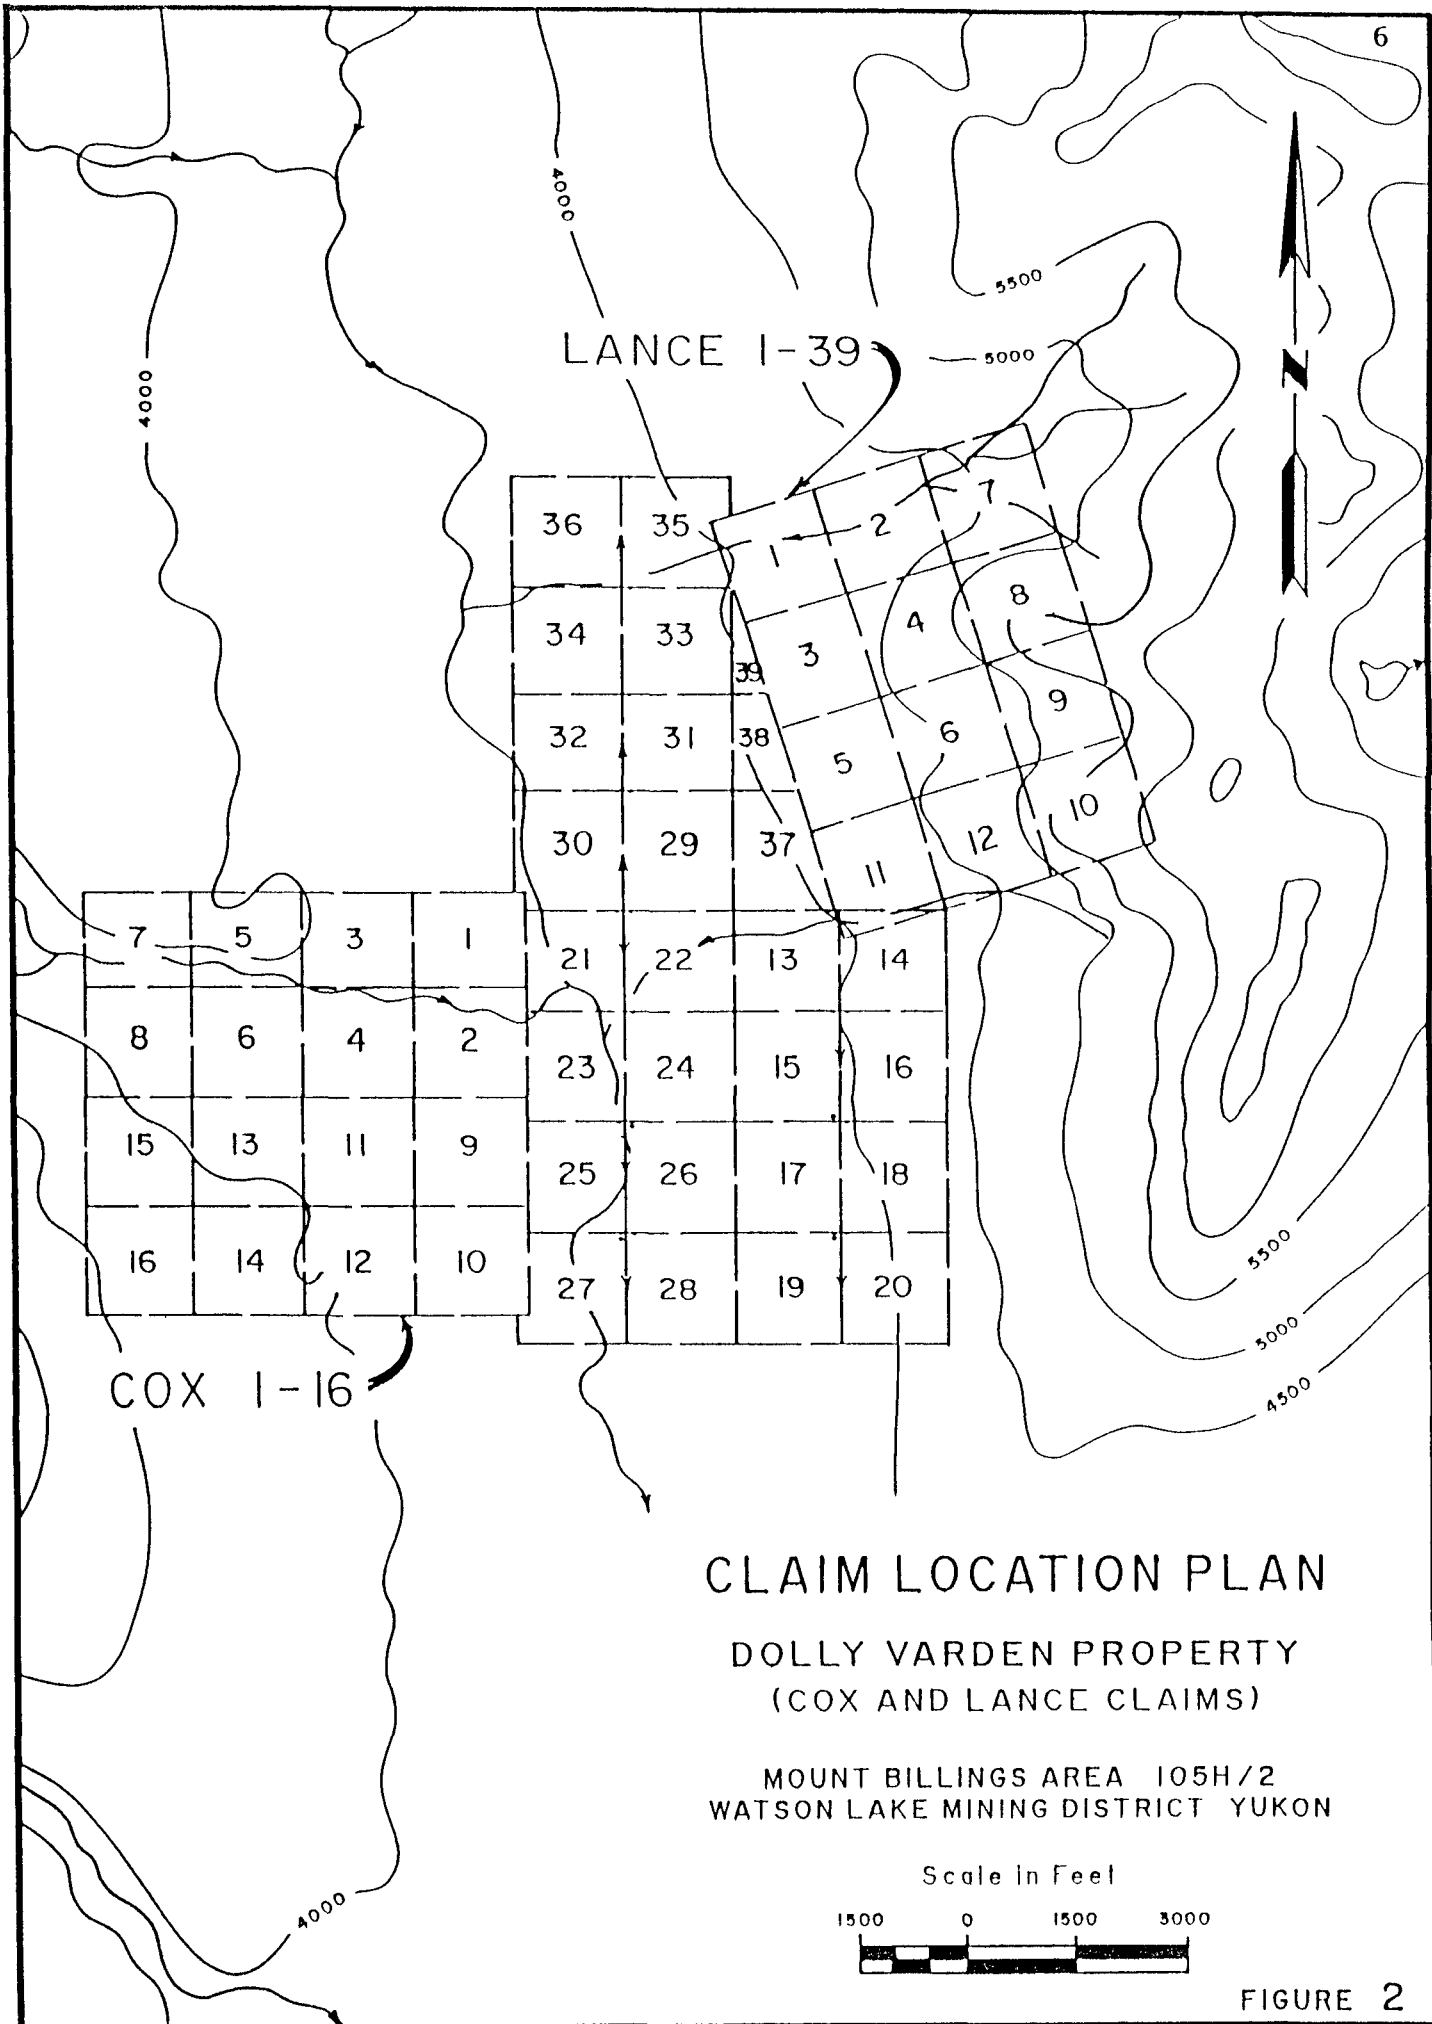 6
4000
5500
LANCE 1-39
5000
4000
7
36 35 2
1
8
34 33 4
3
39
9
32 31 38 6
5
10
30 29 37 12
11
7 5 3 1
21 22 13 14
8 6 4 2
23 24 15 16
15 13 11 9
25 26 17 18
5500
16 14 12 10
27 28 19 20
5000
COX 1-16
4500
CLAIM LOCATION PLAN
DOLLY VARDEN PROPERTY
(COX AND LANCE CLAIMS)
MOUNT BILLINGS AREA 105H/2
WATSON LAKE MINING DISTRICT YUKON
Scale in Feet
1500 0 1500 3000
4000
FIGURE 2
N